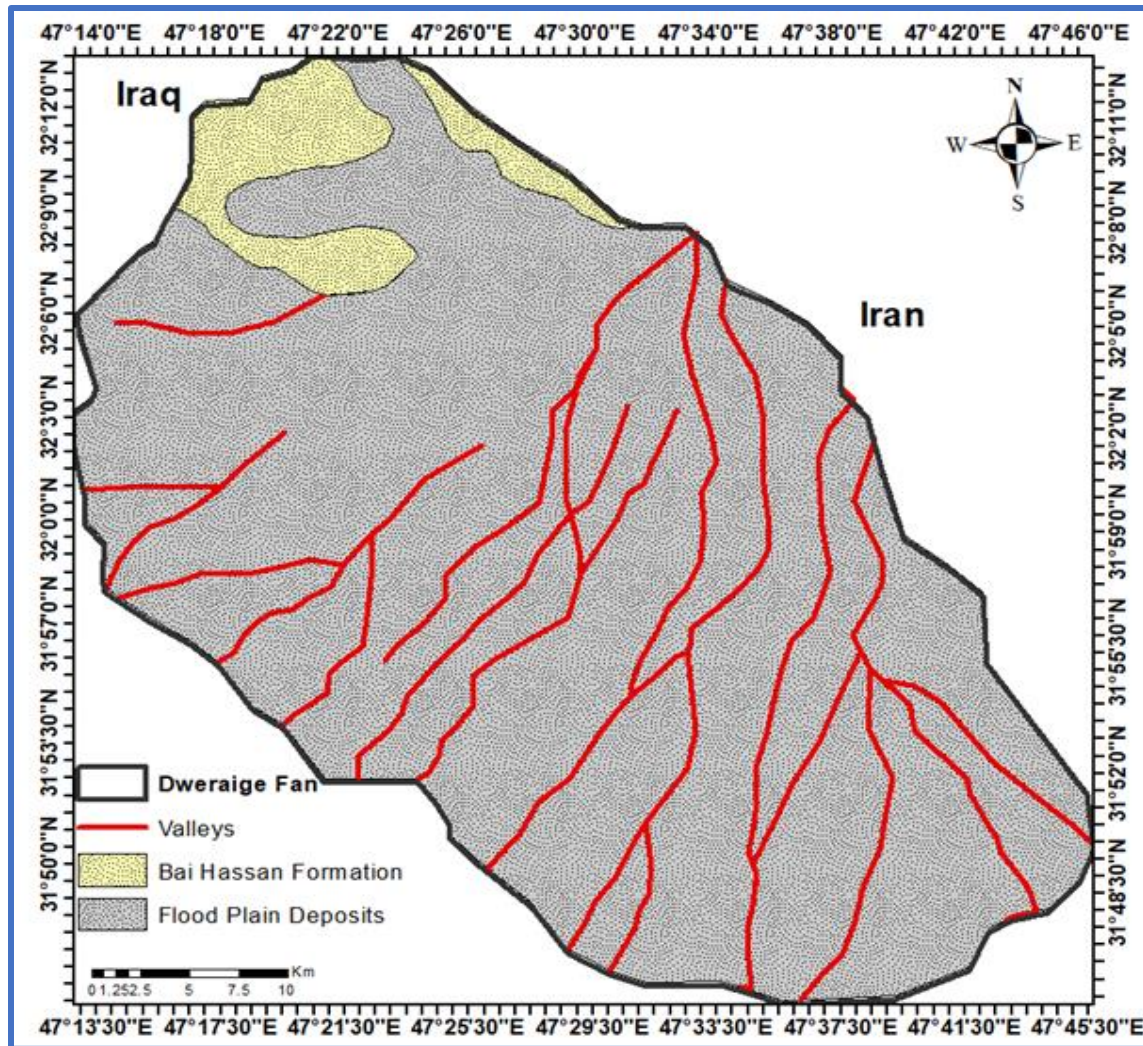 47°14'0"E 47°18'0"E 47°22'0"E 47°26'0"E 47°30'0"E 47°34'0"E 47°38'0"E 47°42'0"E 47°46'0"E
Iraq
N
W E
S
Iran
32°12'0"N
32°9'0"N
32°6'0"N
32°3'0"N
32°0'0"N
31°57'0"N
31°53'30"N
31°50'0"N
32°11'0"N
32°8'0"N
32°5'0"N
32°2'0"N
31°59'0"N
31°55'30"N
31°52'0"N
31°48'30"N
Dweraige Fan
Valleys
Bai Hassan Formation
Flood Plain Deposits
Km
0 1.25 2.5 5 7.5 10
47°13'30"E 47°17'30"E 47°21'30"E 47°25'30"E 47°29'30"E 47°33'30"E 47°37'30"E 47°41'30"E 47°45'30"E